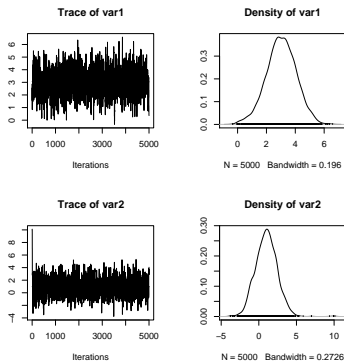 Trace of var1
Density of var1
0 1 2 3 4 5 6
0.0 0.1 0.2 0.3
0 1000 3000 5000
0 2 4 6
Iterations
N = 5000 Bandwidth = 0.196
Trace of var2
Density of var2
−4 0 2 4 6 8 10
0.00 0.10 0.20 0.30
0 1000 3000 5000
−5 0 5 10
Iterations
N = 5000 Bandwidth = 0.2726